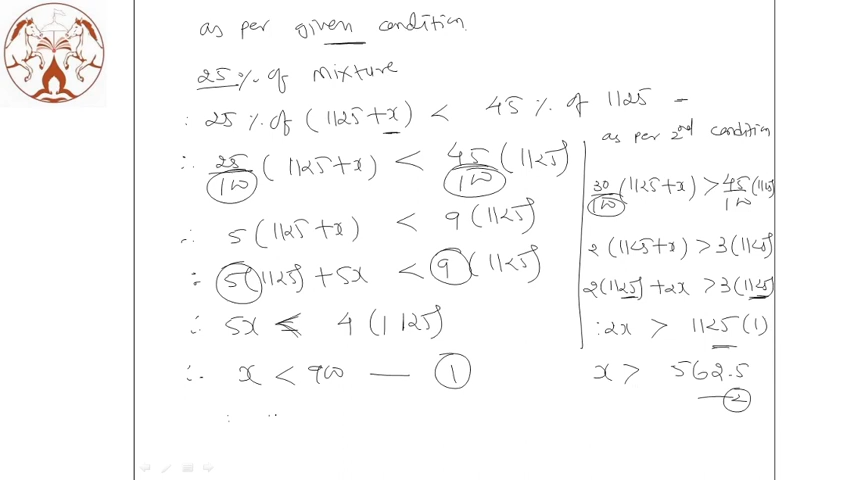 as per given condition.
25% of mixture
∴ 25 % of (1125+x) < 45 % of 1125 -
∴ 25/100 (1125+x) < 45/100 (1125)
∴ 5(1125+x) < 9(1125)
∴ 5(1125) + 5x < 9(1125)
∴ 5x < 4(1125)
∴ x < 900 — ①
as per 2nd condition
30/100 (1125+x) > 45/100 (1125)
2(1125+x) > 3(1125)
2(1125) + 2x > 3(1125)
∴ 2x > 1125(1)
x > 562.5
— ②